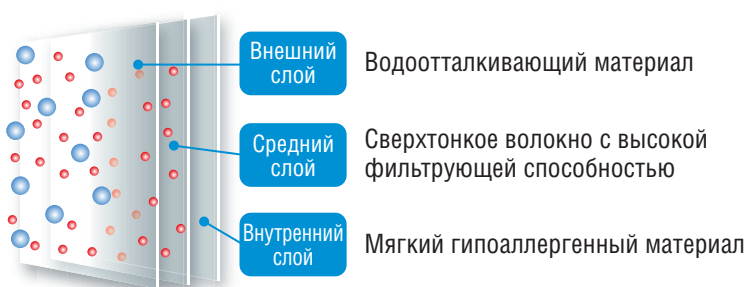 Внешний
слой
Водоотталкивающий материал
Средний
слой
Сверхтонкое волокно с высокой
фильтрующей способностью
Внутренний
слой
Мягкий гипоаллергенный материал